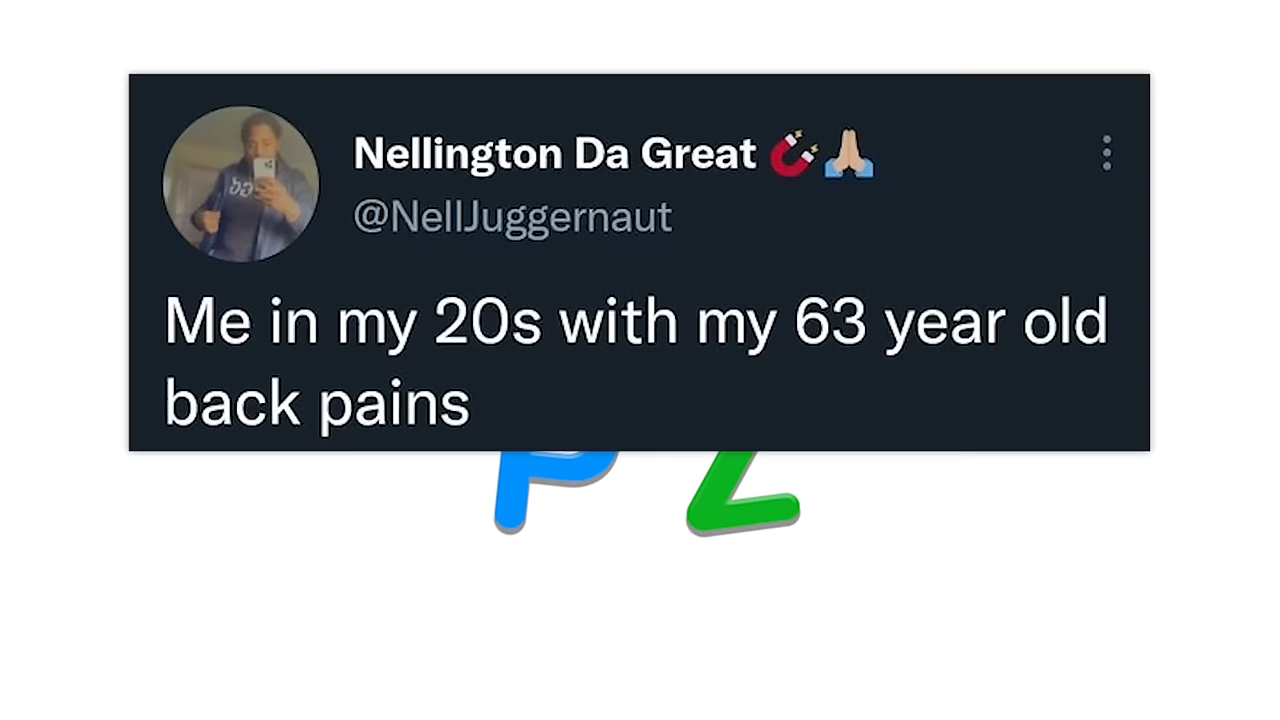 Nellington Da Great 🧲🙏🏼
@NellJuggernaut
Me in my 20s with my 63 year old
back pains